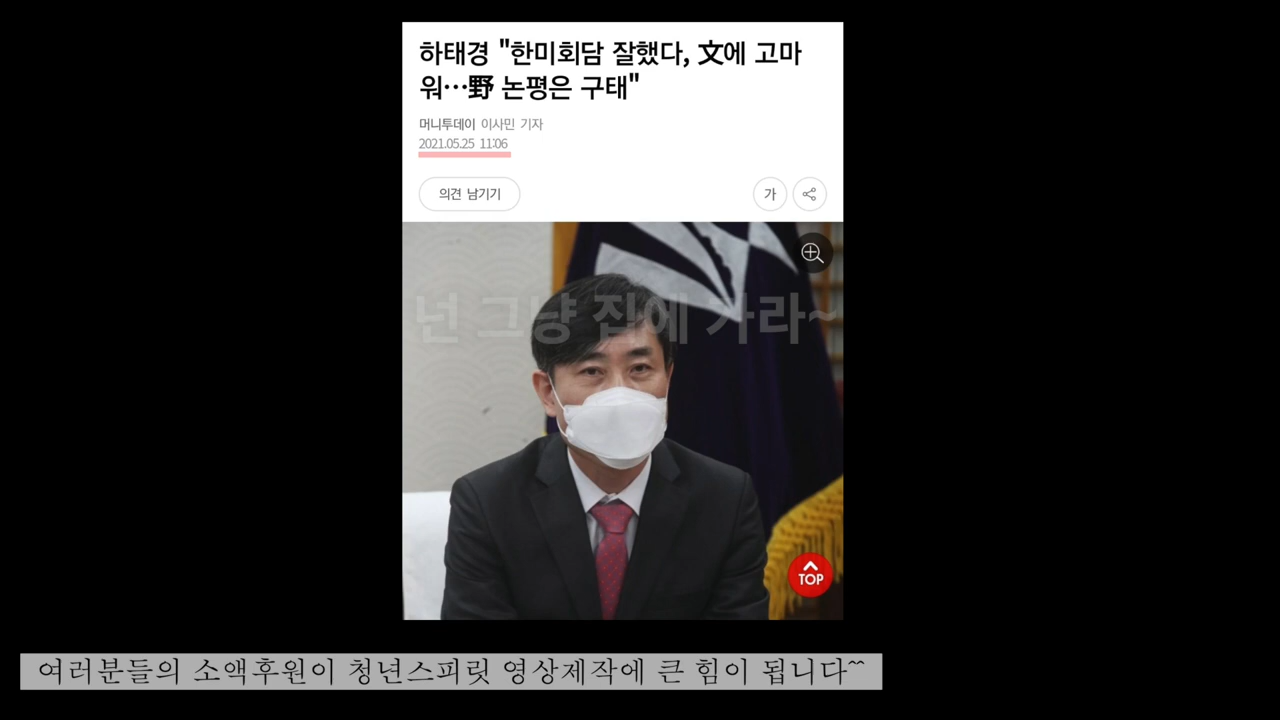 하태경 "한미회담 잘했다, 文에 고마
워…野 논평은 구태"
머니투데이 이사민 기자
2021.05.25 11:06
의견 남기기
가
넌 그냥 집에 가라~
TOP
여러분들의 소액후원이 청년스피릿 영상제작에 큰 힘이 됩니다~~